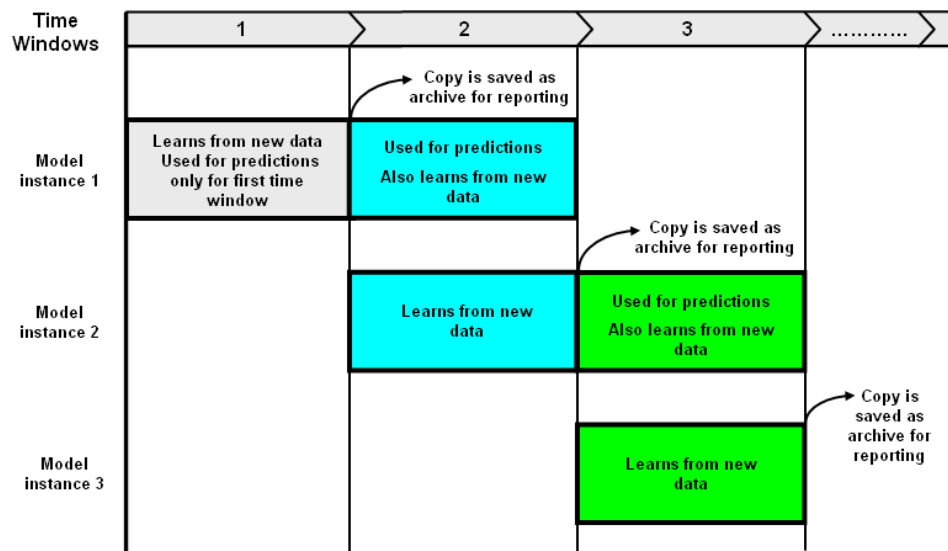 Time
Windows
1
2
3
…………
Copy is saved as
archive for reporting
Model
instance 1
Learns from new data
Used for predictions
only for first time
window
Used for predictions
Also learns from new
data
Copy is saved as
archive for reporting
Model
instance 2
Learns from new
data
Used for predictions
Also learns from new
data
Copy is
saved as
archive for
reporting
Model
instance 3
Learns from new
data